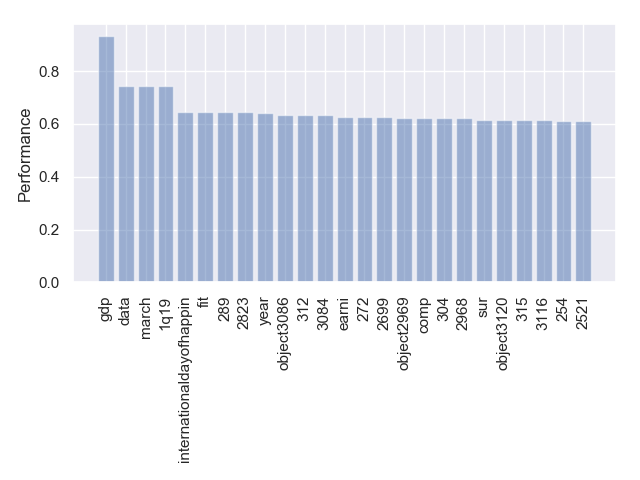 Performance
0.8
0.6
0.4
0.2
0.0
gdp
data
march
1q19
internationaldayofhappin
fit
289
2823
year
object3086
312
3084
earni
272
2699
object2969
comp
304
2968
sur
object3120
315
3116
254
2521